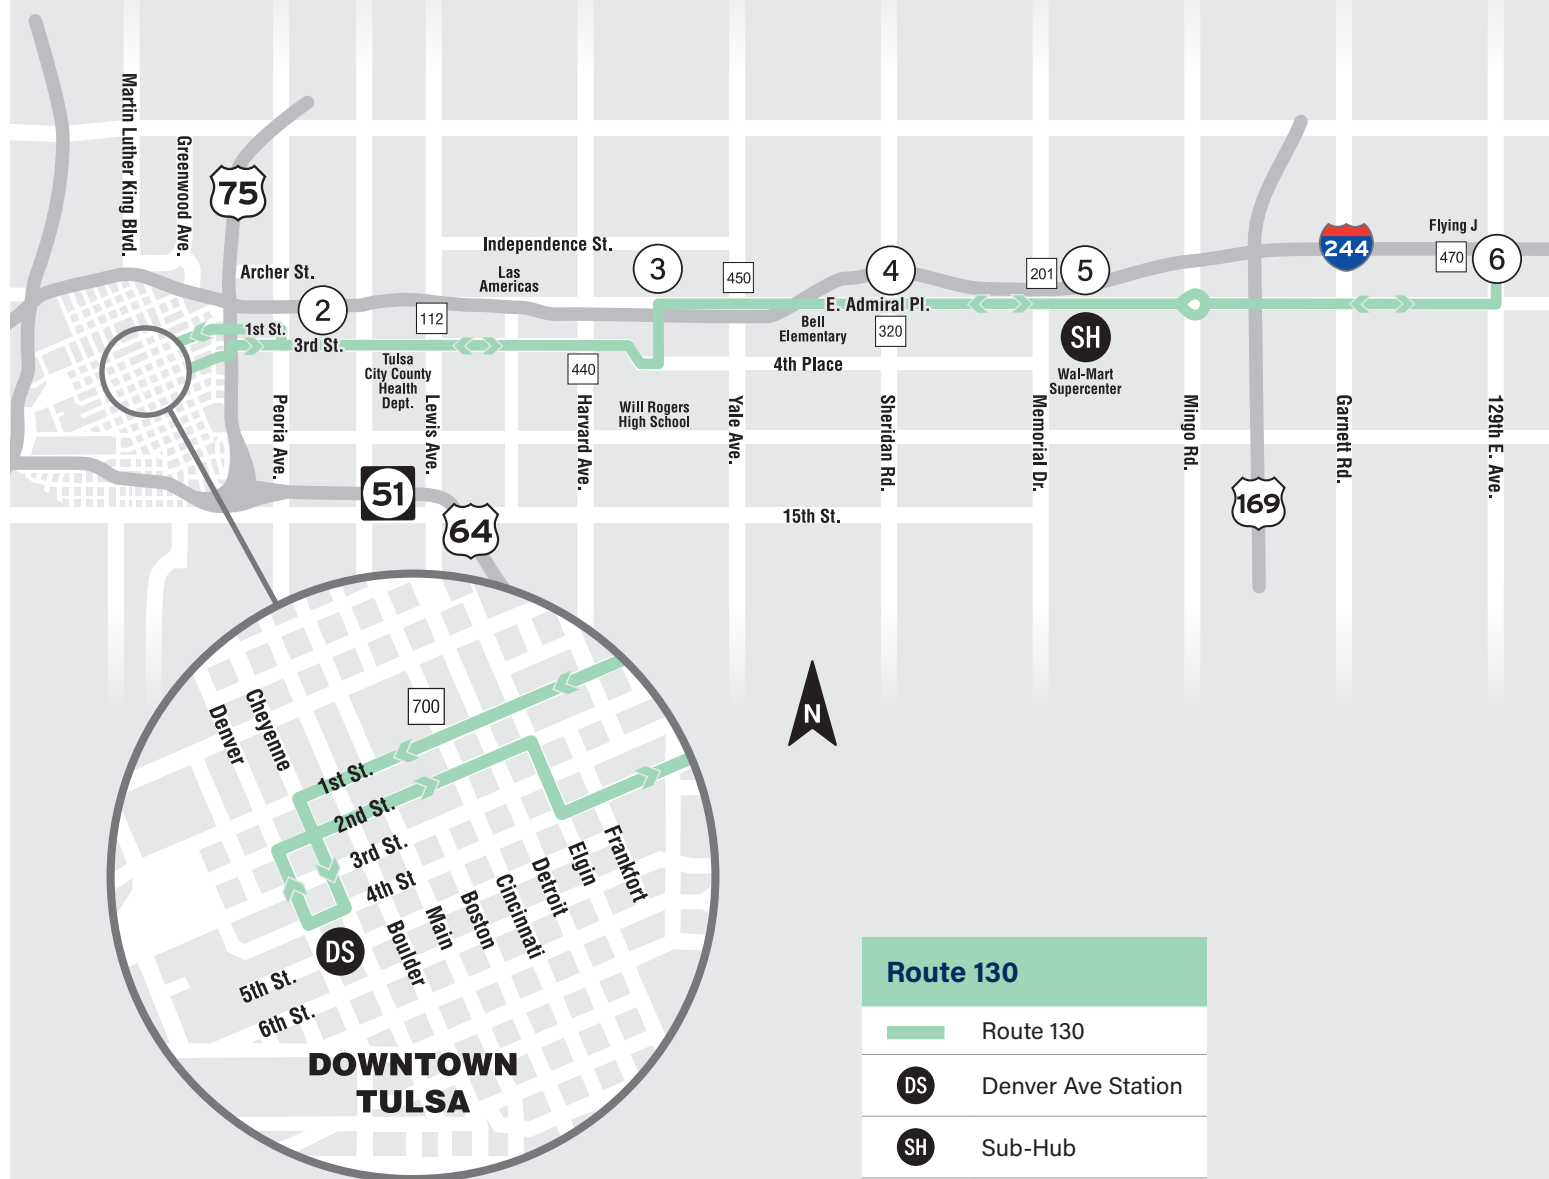 Martin Luther King Blvd.
Greenwood Ave.
75
Archer St.
Independence St.
Las
Americas
2
3
450
4
201
5
244
Flying J
470
6
112
1st St.
3rd St.
E. Admiral Pl.
Bell
Elementary
320
SH
Wal-Mart
Supercenter
Tulsa
City County
Health
Dept.
440
4th Place
Will Rogers
High School
Peoria Ave.
Lewis Ave.
Harvard Ave.
Yale Ave.
Sheridan Rd.
Memorial Dr.
Mingo Rd.
Garnett Rd.
129th E. Ave.
51
64
169
15th St.
N
Denver
Cheyenne
700
1st St.
2nd St.
3rd St.
4th St
Boulder
Main
Boston
Cincinnati
Detroit
Elgin
Frankfort
DS
5th St.
6th St.
DOWNTOWN
TULSA
Route 130
Route 130
DS Denver Ave Station
SH Sub-Hub